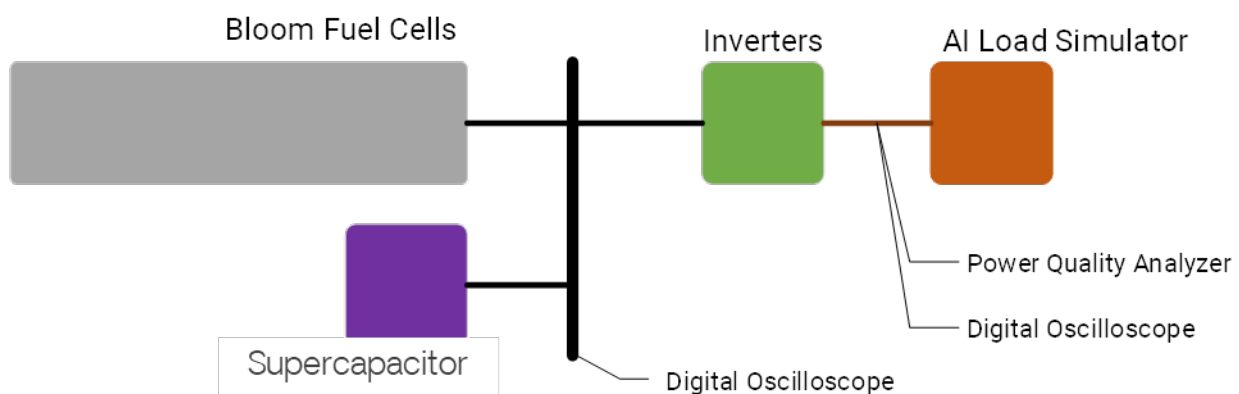 Bloom Fuel Cells
Inverters
AI Load Simulator
Supercapacitor
Power Quality Analyzer
Digital Oscilloscope
Digital Oscilloscope